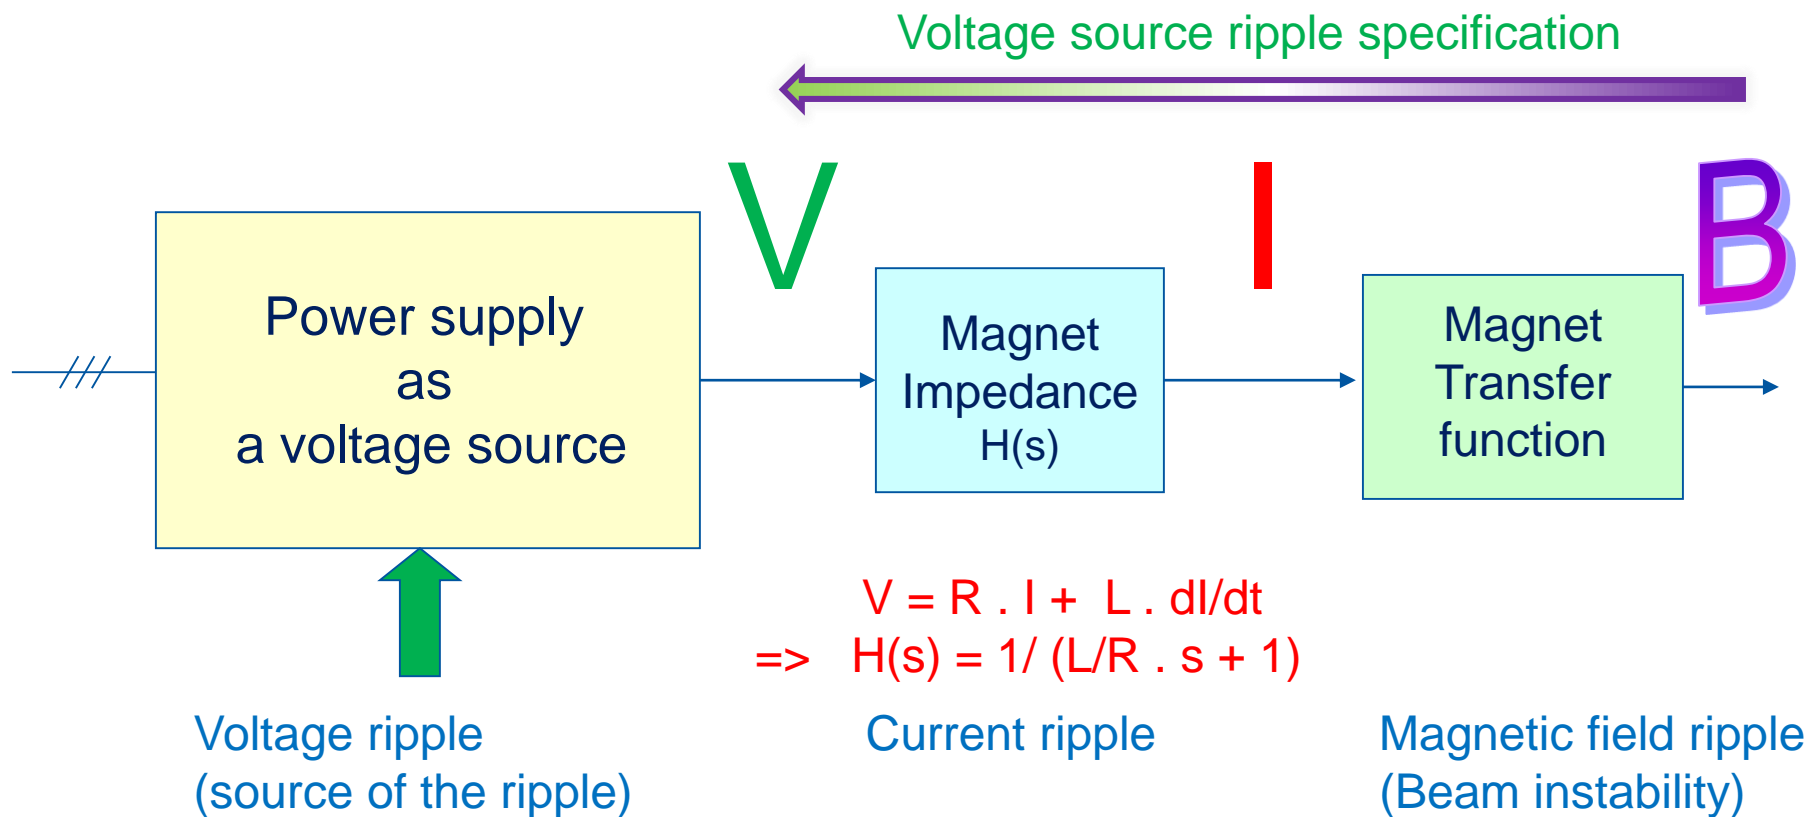 Voltage source ripple specification
V
I
B
Power supply
as
a voltage source
Magnet
Impedance
H(s)
Magnet
Transfer
function
V = R . I + L . dI/dt
=> H(s) = 1/ (L/R . s + 1)
Voltage ripple
(source of the ripple)
Current ripple
Magnetic field ripple
(Beam instability)